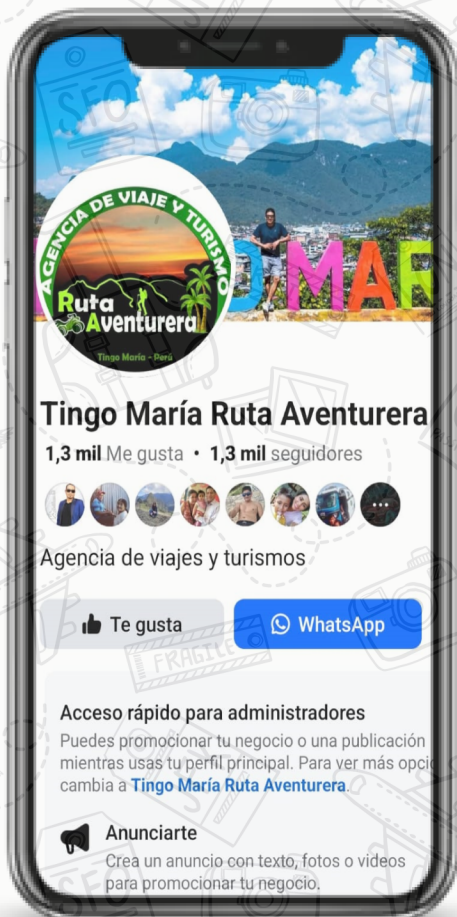 AGENCIA DE VIAJE Y TURISMO
Ruta
Aventurera
Tingo María - Perú
MAR
Tingo María Ruta Aventurera
1,3 mil Me gusta • 1,3 mil seguidores
Agencia de viajes y turismos
Te gusta
WhatsApp
FRAGILE
Acceso rápido para administradores
Puedes promocionar tu negocio o una publicación
mientras usas tu perfil principal. Para ver más opcio
cambia a Tingo María Ruta Aventurera.
Anunciarte
Crea un anuncio con texto, fotos o videos
para promocionar tu negocio.